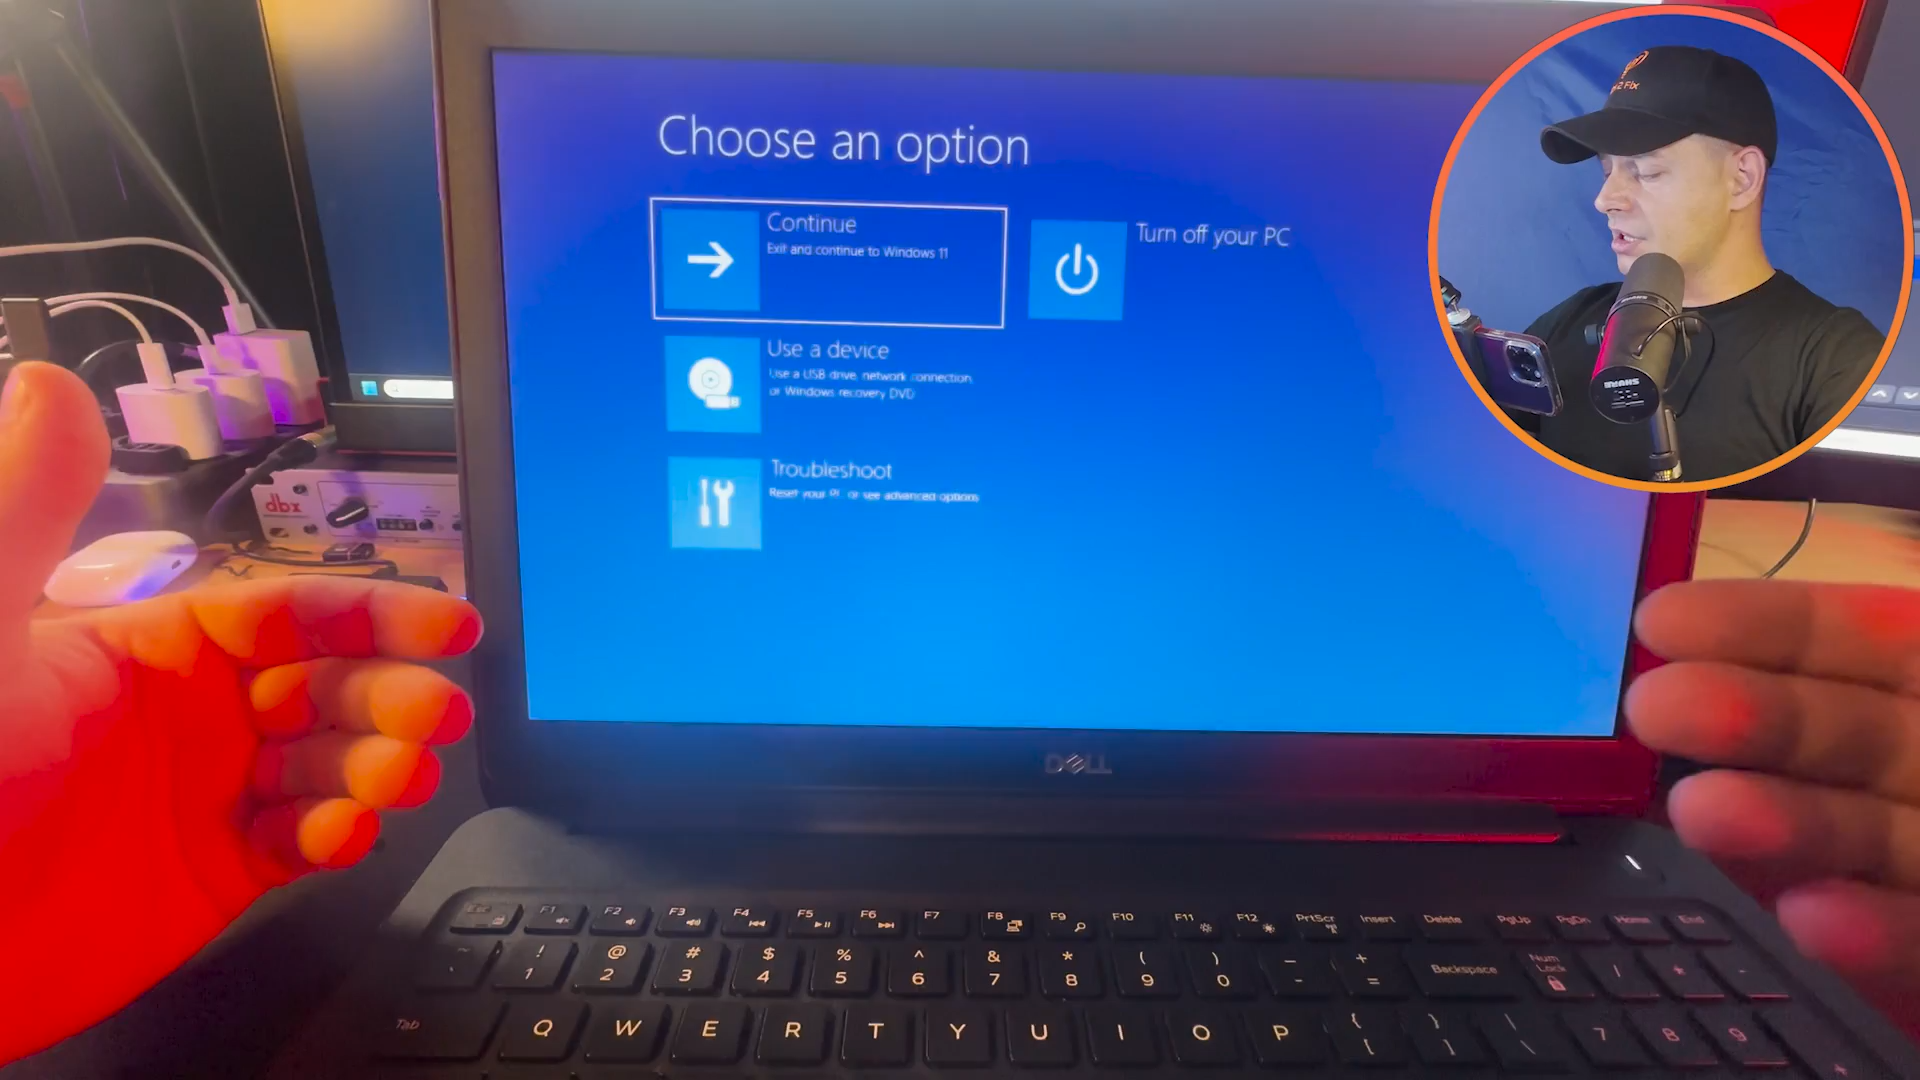 Choose an option
Continue
Exit and continue to Windows 11
Turn off your PC
Use a device
Use a USB drive, network connection,
or Windows recovery DVD
Troubleshoot
Reset your PC or see advanced options
dbx
DELL
SHURE
Esc F1 F2 F3 F4 F5 F6 F7 F8 F9 F10 F11 F12 PrtScr Insert Delete PgUp PgDn Home End
~ ! @ # $ % ^ & * ( ) _ +
1 2 3 4 5 6 7 8 9 0 - = Backspace Num Lock / * -
Tab Q W E R T Y U I O P { [ } ] | \ 7 8 9